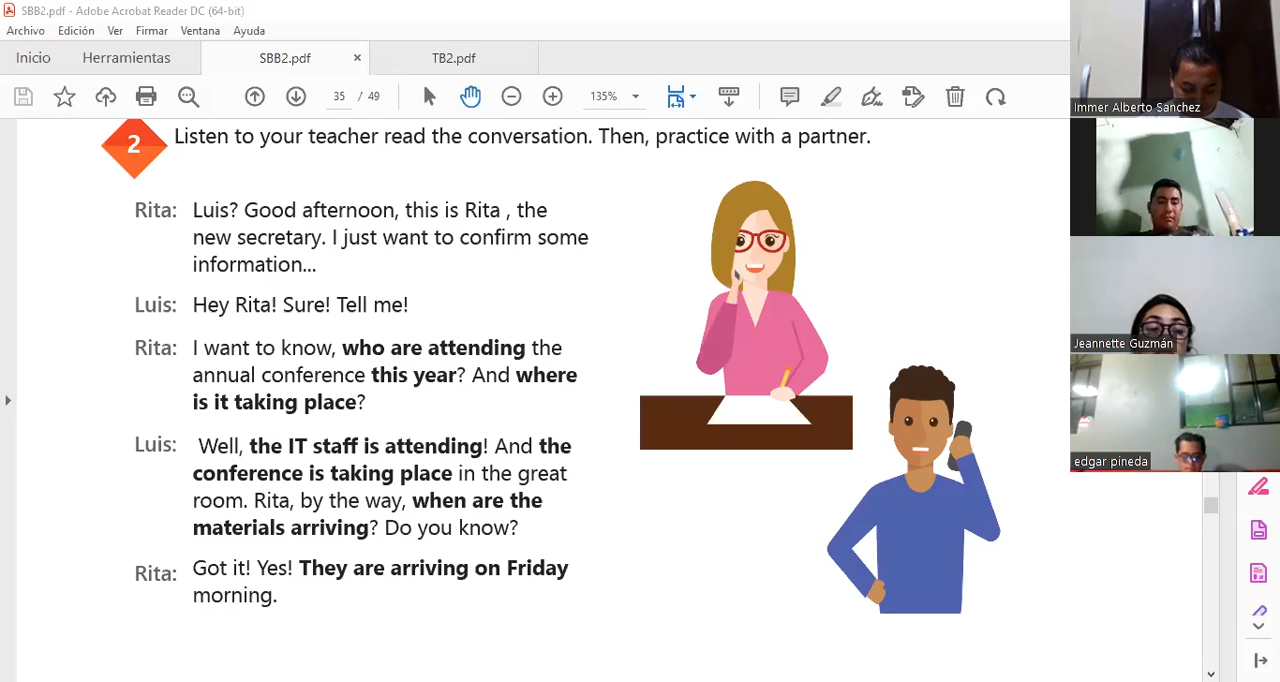 SBB2.pdf - Adobe Acrobat Reader DC (64-bit)
Archivo Edición Ver Firmar Ventana Ayuda
Inicio Herramientas SBB2.pdf × TB2.pdf
35 / 49 135%
2 Listen to your teacher read the conversation. Then, practice with a partner.
Rita: Luis? Good afternoon, this is Rita , the
new secretary. I just want to confirm some
information...
Luis: Hey Rita! Sure! Tell me!
Rita: I want to know, who are attending the
annual conference this year? And where
is it taking place?
Luis: Well, the IT staff is attending! And the
conference is taking place in the great
room. Rita, by the way, when are the
materials arriving? Do you know?
Rita: Got it! Yes! They are arriving on Friday
morning.
Immer Alberto Sanchez
Jeannette Guzmán
edgar pineda